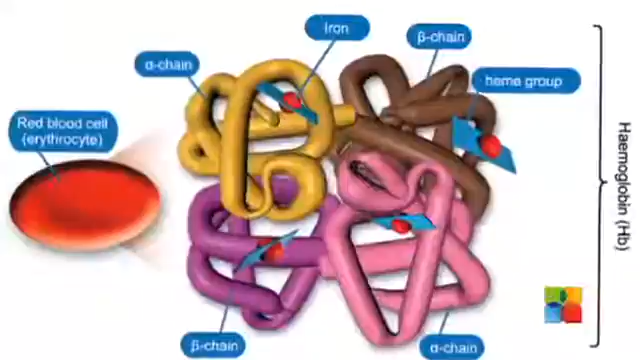 Iron
β-chain
α-chain
heme group
Red blood cell
(erythrocyte)
Haemoglobin (Hb)
β-chain
α-chain